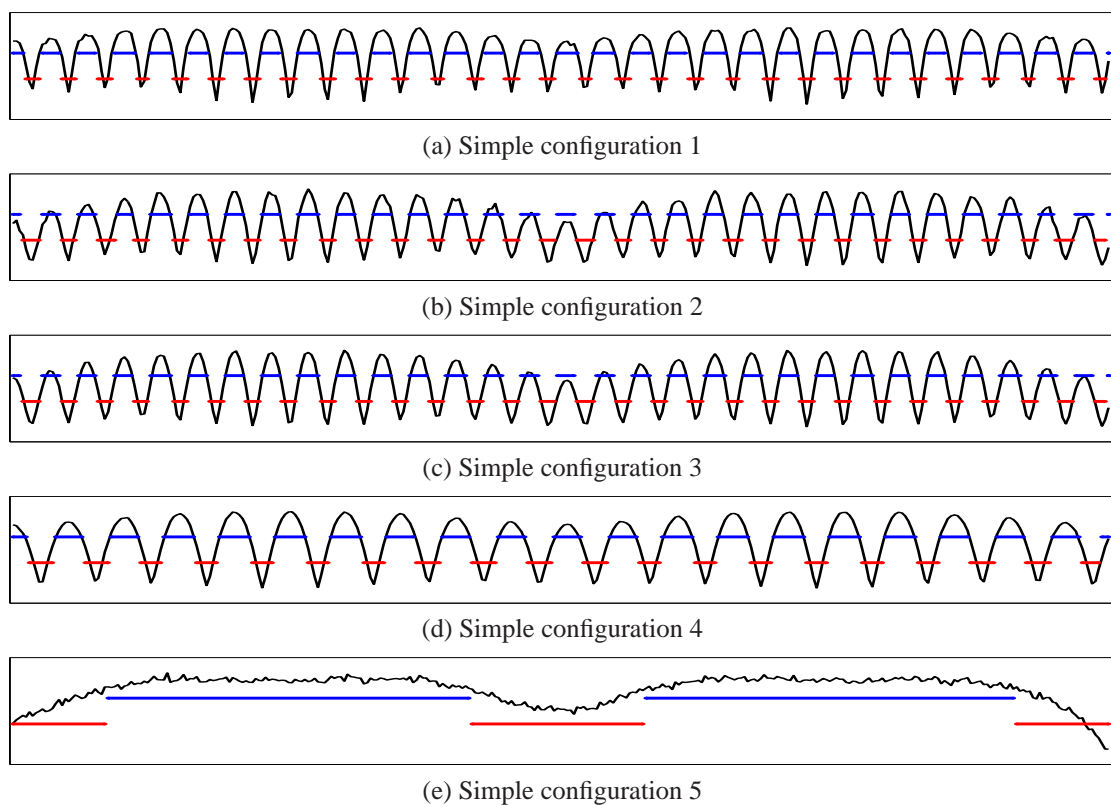 (a) Simple configuration 1
(b) Simple configuration 2
(c) Simple configuration 3
(d) Simple configuration 4
(e) Simple configuration 5